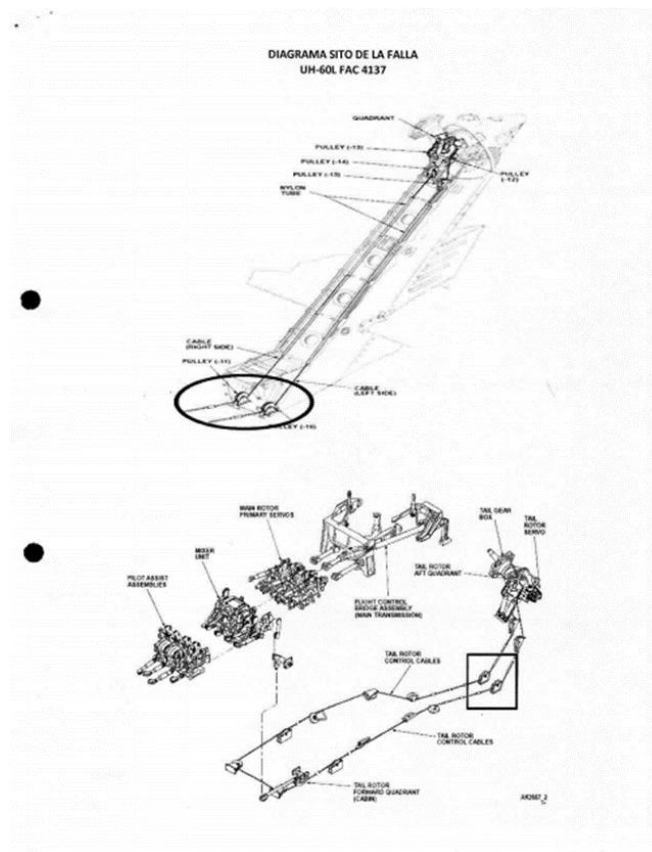 DIAGRAMA SITO DE LA FALLA
UH-60L FAC 4137
QUADRANT
PULLEY (-13)
PULLEY (-14)
PULLEY (-15)
PULLEY
(-12)
NYLON
TUBE
CABLE
(RIGHT SIDE)
PULLEY (-11)
CABLE
(LEFT SIDE)
PULLEY (-10)
MAIN ROTOR
PRIMARY SERVOS
MIXER
UNIT
PILOT ASSIST
ASSEMBLIES
TAIL GEAR
BOX
TAIL
ROTOR
SERVO
TAIL ROTOR
AFT QUADRANT
FLIGHT CONTROL
BRIDGE ASSEMBLY
(MAIN TRANSMISSION)
TAIL ROTOR
CONTROL CABLES
TAIL ROTOR
CONTROL CABLES
TAIL ROTOR
FORWARD QUADRANT
(CABIN)